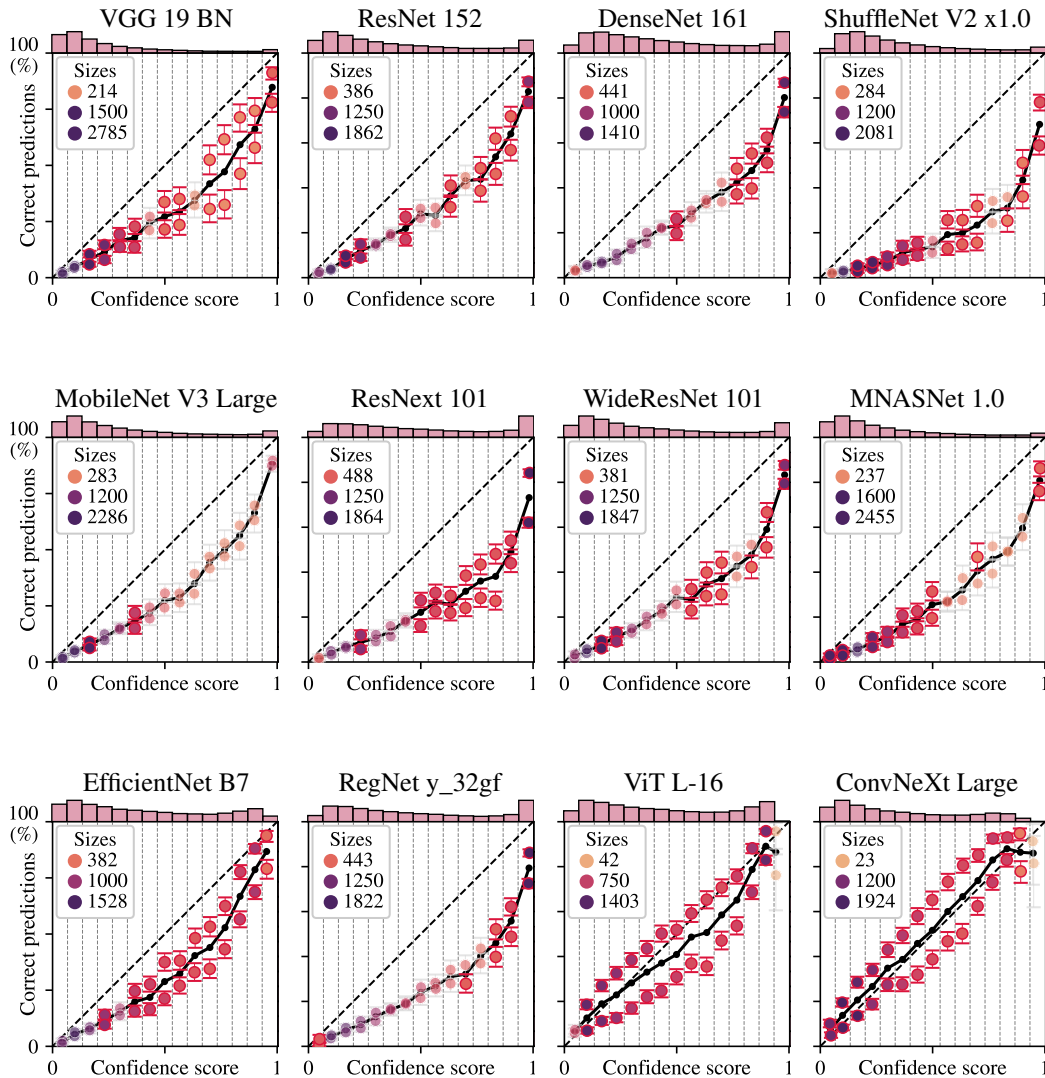 VGG 19 BN
100
(%)
Correct predictions
0
Sizes
214
1500
2785
0
Confidence score
1
ResNet 152
Sizes
386
1250
1862
0
Confidence score
1
DenseNet 161
Sizes
441
1000
1410
0
Confidence score
1
ShuffleNet V2 x1.0
Sizes
284
1200
2081
0
Confidence score
1
MobileNet V3 Large
100
(%)
Correct predictions
0
Sizes
283
1200
2286
0
Confidence score
1
ResNext 101
Sizes
488
1250
1864
0
Confidence score
1
WideResNet 101
Sizes
381
1250
1847
0
Confidence score
1
MNASNet 1.0
Sizes
237
1600
2455
0
Confidence score
1
EfficientNet B7
100
(%)
Correct predictions
0
Sizes
382
1000
1528
0
Confidence score
1
RegNet y_32gf
Sizes
443
1250
1822
0
Confidence score
1
ViT L-16
Sizes
42
750
1403
0
Confidence score
1
ConvNeXt Large
Sizes
23
1200
1924
0
Confidence score
1